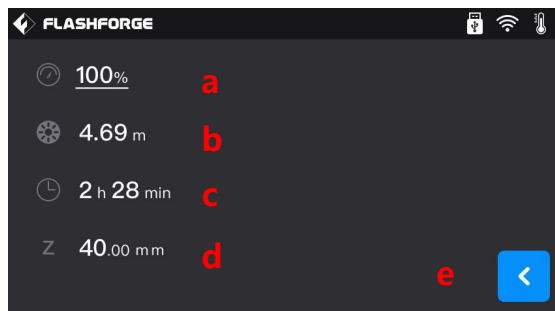 FLASHFORGE
100% a
4.69 m b
2 h 28 min c
Z 40.00 mm d
e